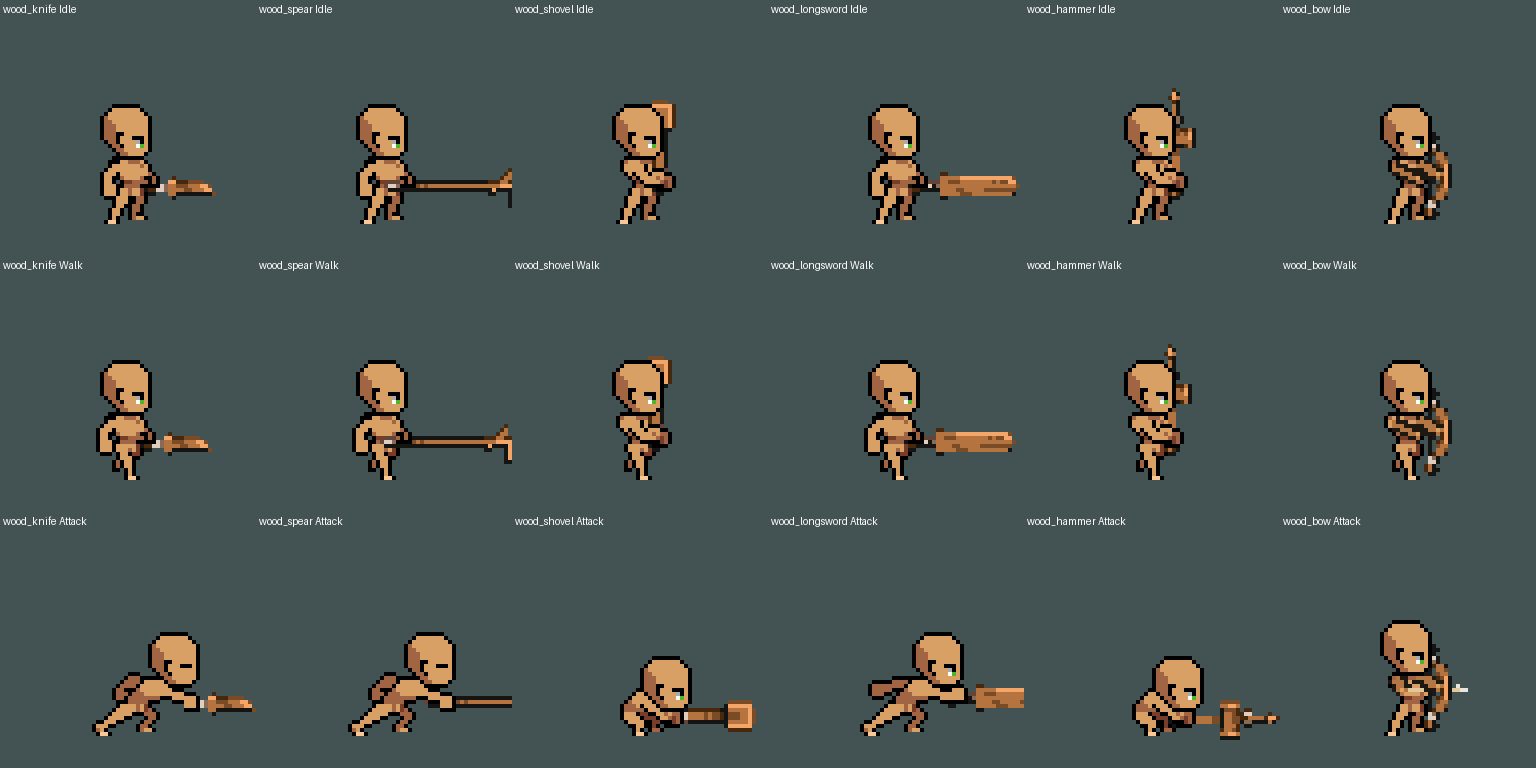 wood_knife Idle
wood_spear Idle
wood_shovel Idle
wood_longsword Idle
wood_hammer Idle
wood_bow Idle
wood_knife Walk
wood_spear Walk
wood_shovel Walk
wood_longsword Walk
wood_hammer Walk
wood_bow Walk
wood_knife Attack
wood_spear Attack
wood_shovel Attack
wood_longsword Attack
wood_hammer Attack
wood_bow Attack